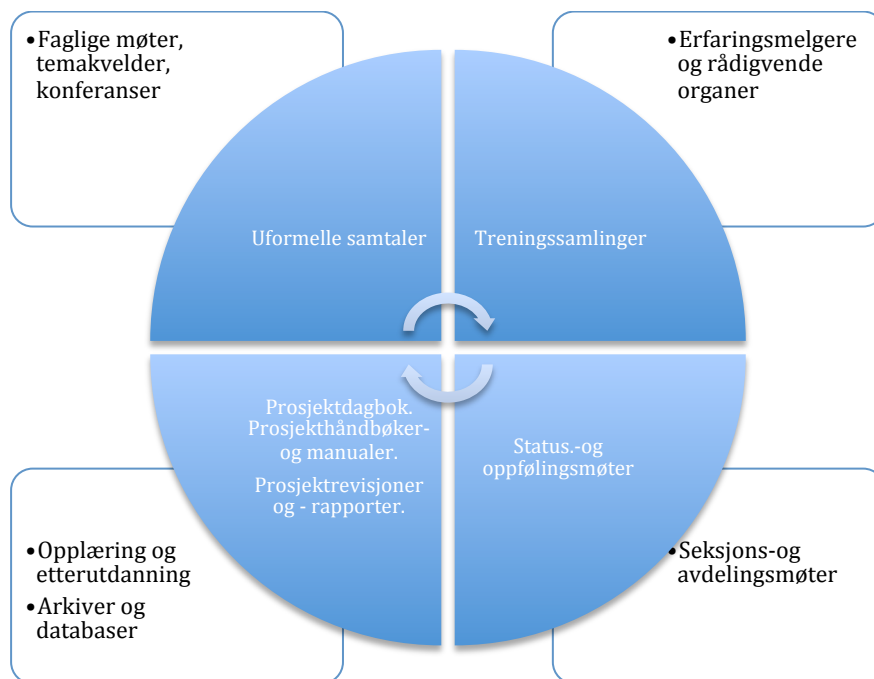 •Faglige møter,
temakvelder,
konferanser
•Erfaringsmelgere
og rådigvende
organer
Uformelle samtaler
Treningssamlinger
Prosjektdagbok.
Prosjekthåndbøker-
og manualer.
Prosjektrevisjoner
og - rapporter.
Status.-og
oppfølingsmøter
•Opplæring og
etterutdanning
•Arkiver og
databaser
•Seksjons-og
avdelingsmøter